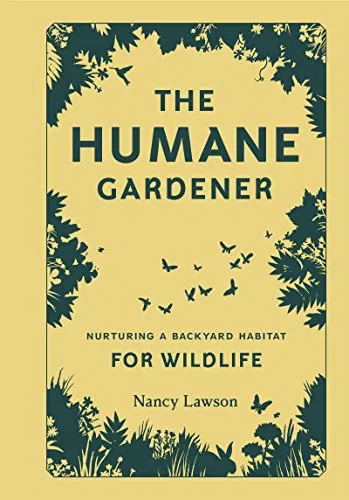 THE
HUMANE
GARDENER
NURTURING A BACKYARD HABITAT
FOR WILDLIFE
Nancy Lawson